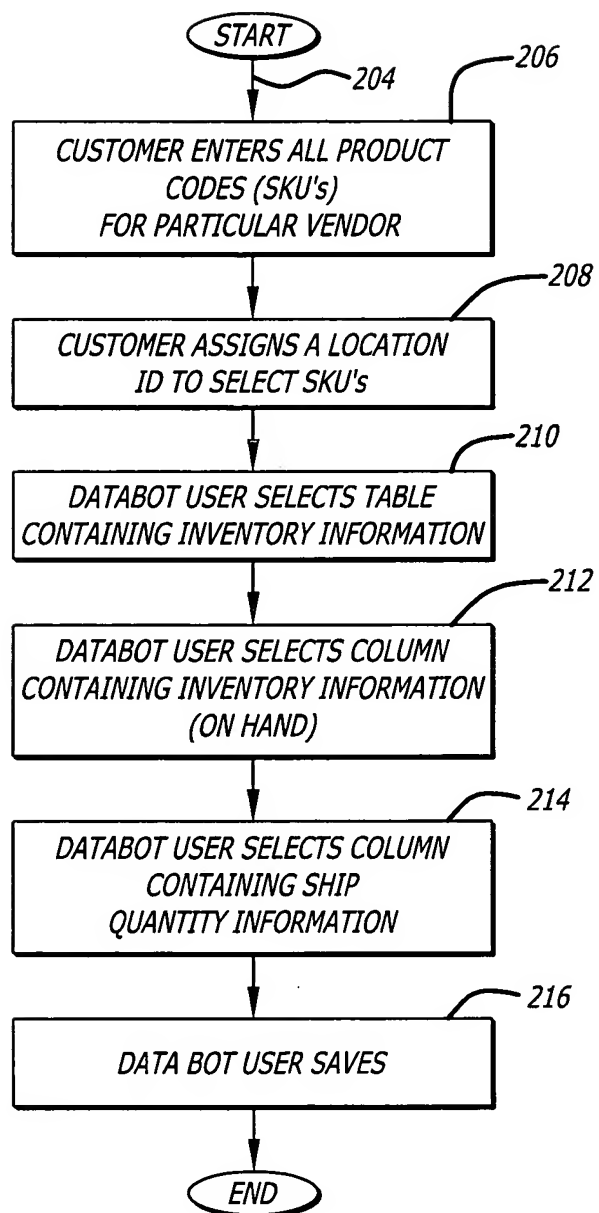 START
204
206
CUSTOMER ENTERS ALL PRODUCT
CODES (SKU's)
FOR PARTICULAR VENDOR
208
CUSTOMER ASSIGNS A LOCATION
ID TO SELECT SKU's
210
DATABOT USER SELECTS TABLE
CONTAINING INVENTORY INFORMATION
212
DATABOT USER SELECTS COLUMN
CONTAINING INVENTORY INFORMATION
(ON HAND)
214
DATABOT USER SELECTS COLUMN
CONTAINING SHIP
QUANTITY INFORMATION
216
DATA BOT USER SAVES
END